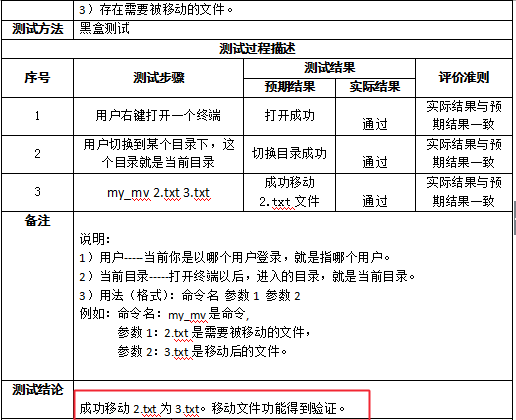 3）存在需要被移动的文件。
测试方法 黑盒测试
测试过程描述
序号 测试步骤 测试结果 评价准则
预期结果 实际结果
1 用户右键打开一个终端 打开成功 通过 实际结果与预
期结果一致
2 用户切换到某个目录下，这
个目录就是当前目录 切换目录成功 通过 实际结果与预
期结果一致
3 my_mv 2.txt 3.txt 成功移动
2.txt 文件 通过 实际结果与预
期结果一致
备注
说明：
1）用户-----当前你是以哪个用户登录，就是指哪个用户。
2）当前目录-----打开终端以后，进入的目录，就是当前目录。
3）用法（格式）：命令名 参数 1 参数 2
例如：命令名：my_mv 是命令,
参数 1：2.txt 是需要被移动的文件，
参数 2：3.txt 是移动后的文件。
测试结论
成功移动 2.txt 为 3.txt。移动文件功能得到验证。